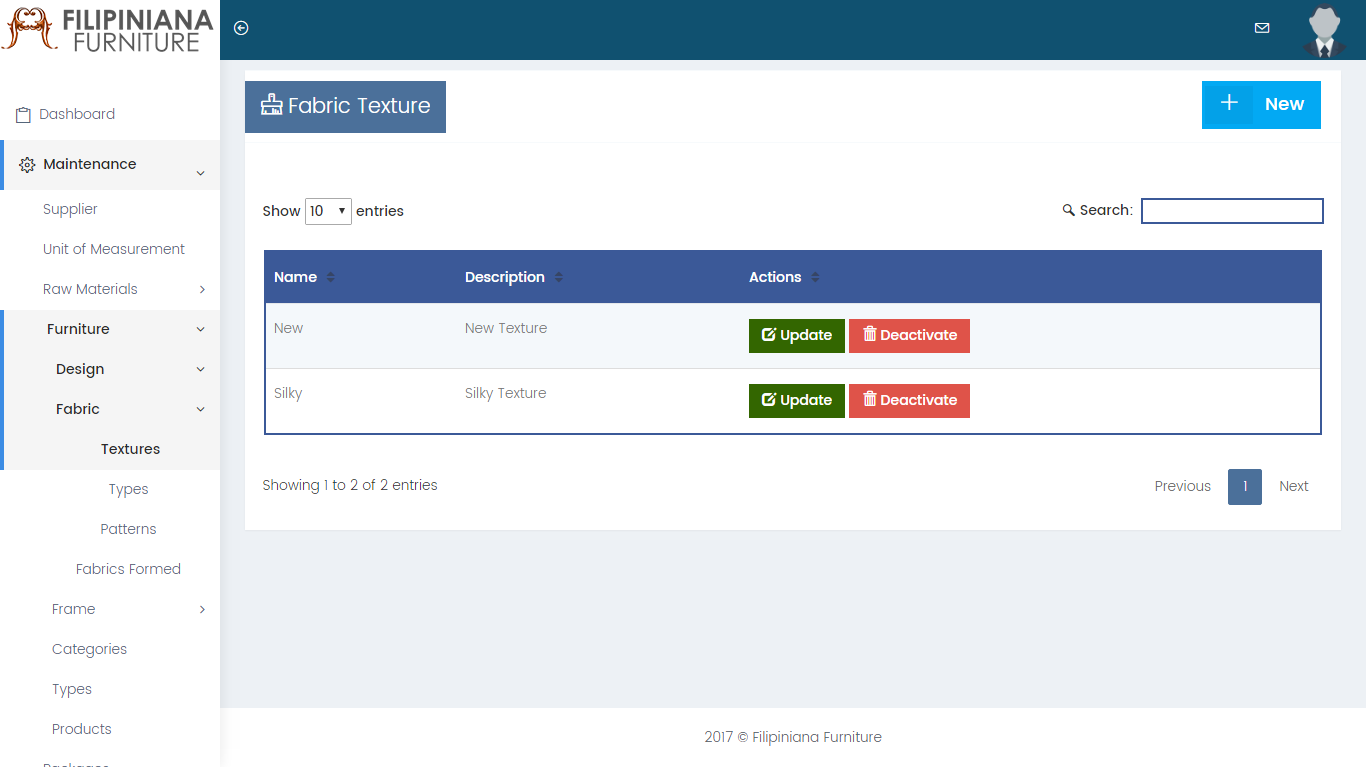 FILIPINIANA
FURNITURE
Dashboard
Maintenance
Supplier
Unit of Measurement
Raw Materials
Furniture
Design
Fabric
Textures
Types
Patterns
Fabrics Formed
Frame
Categories
Types
Products
Packages
Fabric Texture
New
Show 10 entries
Search:
Name Description Actions
New New Texture Update Deactivate
Silky Silky Texture Update Deactivate
Showing 1 to 2 of 2 entries
Previous 1 Next
2017 © Filipiniana Furniture